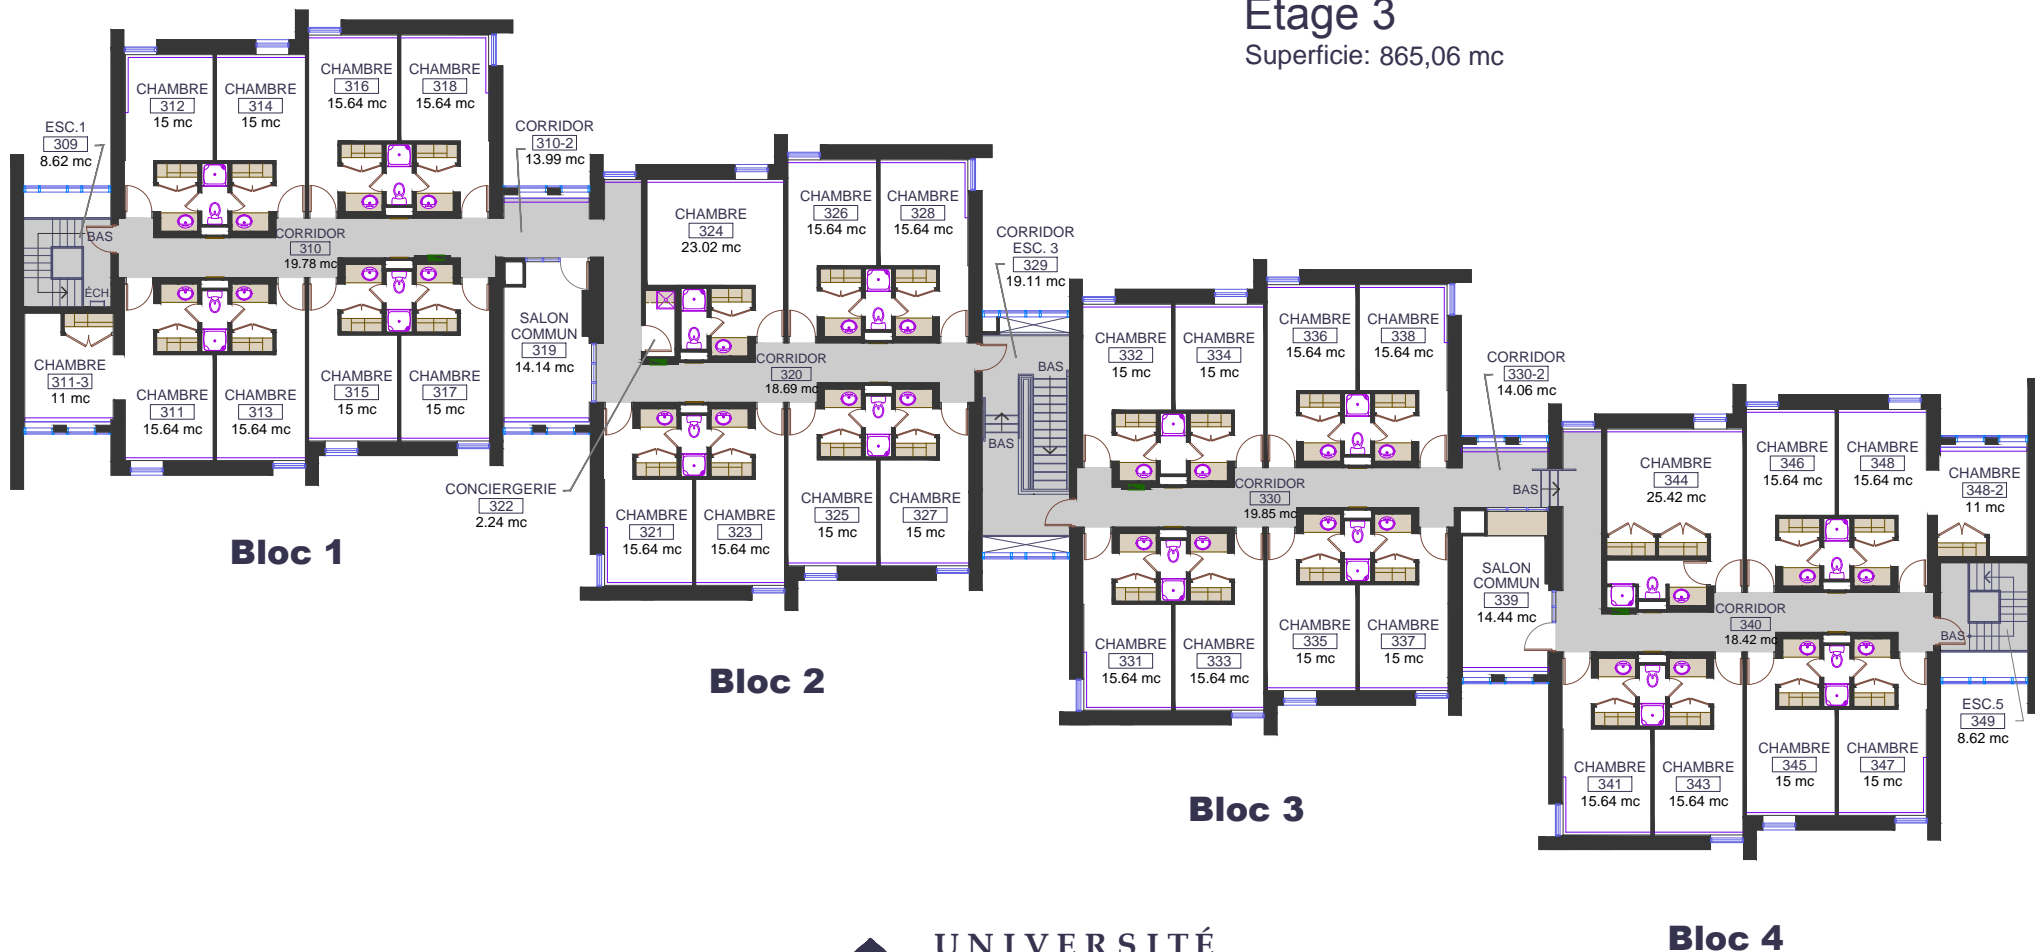 Etage 3
Superficie: 865,06 mc
CHAMBRE
312
15 mc
CHAMBRE
314
15 mc
CHAMBRE
316
15.64 mc
CHAMBRE
318
15.64 mc
ESC.1
309
8.62 mc
CORRIDOR
310-2
13.99 mc
BAS
CORRIDOR
310
19.78 mc
ÉCH.
CHAMBRE
311-3
11 mc
CHAMBRE
311
15.64 mc
CHAMBRE
313
15.64 mc
CHAMBRE
315
15 mc
CHAMBRE
317
15 mc
SALON
COMMUN
319
14.14 mc
Bloc 1
CHAMBRE
324
23.02 mc
CHAMBRE
326
15.64 mc
CHAMBRE
328
15.64 mc
CORRIDOR
ESC. 3
329
19.11 mc
CORRIDOR
320
18.69 mc
BAS
BAS
CONCIERGERIE
322
2.24 mc
CHAMBRE
321
15.64 mc
CHAMBRE
323
15.64 mc
CHAMBRE
325
15 mc
CHAMBRE
327
15 mc
Bloc 2
CHAMBRE
332
15 mc
CHAMBRE
334
15 mc
CHAMBRE
336
15.64 mc
CHAMBRE
338
15.64 mc
CORRIDOR
330-2
14.06 mc
CORRIDOR
330
19.85 mc
BAS
CHAMBRE
331
15.64 mc
CHAMBRE
333
15.64 mc
CHAMBRE
335
15 mc
CHAMBRE
337
15 mc
SALON
COMMUN
339
14.44 mc
Bloc 3
CHAMBRE
344
25.42 mc
CHAMBRE
346
15.64 mc
CHAMBRE
348
15.64 mc
CHAMBRE
348-2
11 mc
CORRIDOR
340
18.42 mc
BAS
ESC.5
349
8.62 mc
CHAMBRE
341
15.64 mc
CHAMBRE
343
15.64 mc
CHAMBRE
345
15 mc
CHAMBRE
347
15 mc
Bloc 4
UNIVERSITÉ